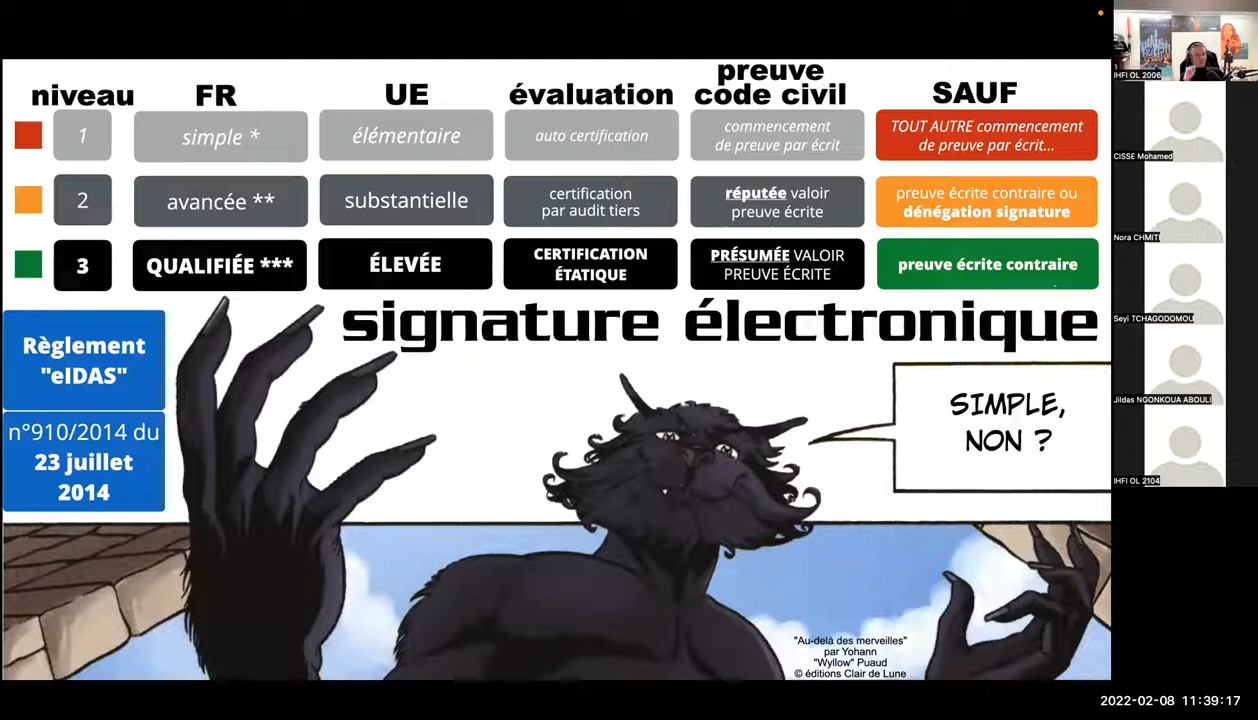 niveau FR UE évaluation preuve code civil SAUF
1 simple * élémentaire auto certification commencement de preuve par écrit TOUT AUTRE commencement de preuve par écrit...
2 avancée ** substantielle certification par audit tiers réputée valoir preuve écrite preuve écrite contraire ou dénégation signature
3 QUALIFIÉE *** ÉLEVÉE CERTIFICATION ÉTATIQUE PRÉSUMÉE VALOIR PREUVE ÉCRITE preuve écrite contraire
signature électronique
Règlement
"eIDAS"
n°910/2014 du
23 juillet
2014
SIMPLE,
NON ?
"Au-delà des merveilles"
par Yohann
"Wyllow" Puaud
© éditions Clair de Lune
IHFI OL 2006
CISSE Mohamed
Nora CHMITI
Seyi TCHAGODOMOU
Jildas NGONKOUA ABOULI
IHFI OL 2104
2022-02-08 11:39:17